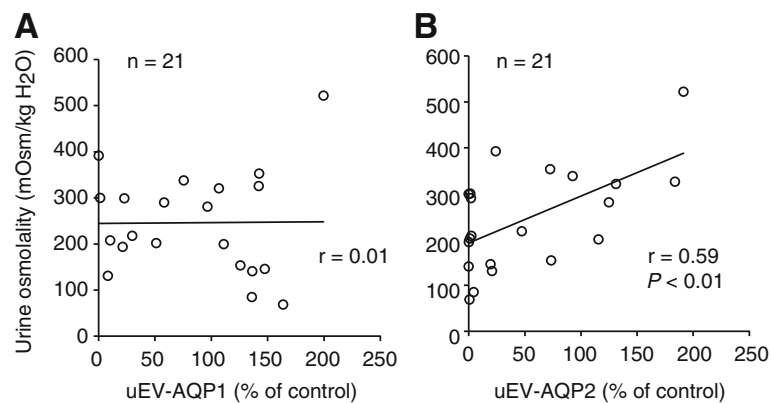 A
n = 21
Urine osmolality (mOsm/kg H2O)
600
500
400
300
200
100
0
r = 0.01
0 50 100 150 200 250
uEV-AQP1 (% of control)
B
n = 21
600
500
400
300
200
100
0
r = 0.59
P < 0.01
0 50 100 150 200 250
uEV-AQP2 (% of control)